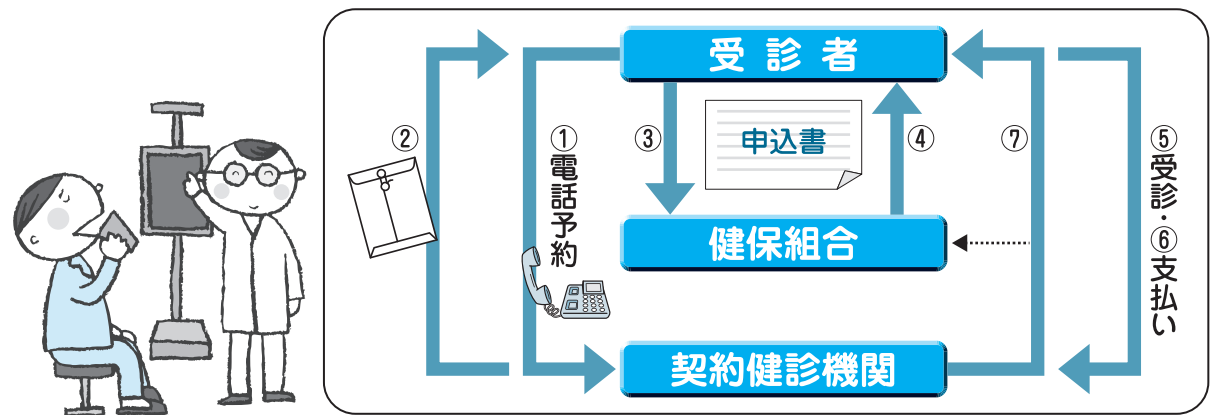 受診者
②
①電話予約
③
申込書
④
⑦
⑤受診・⑥支払い
健保組合
契約健診機関